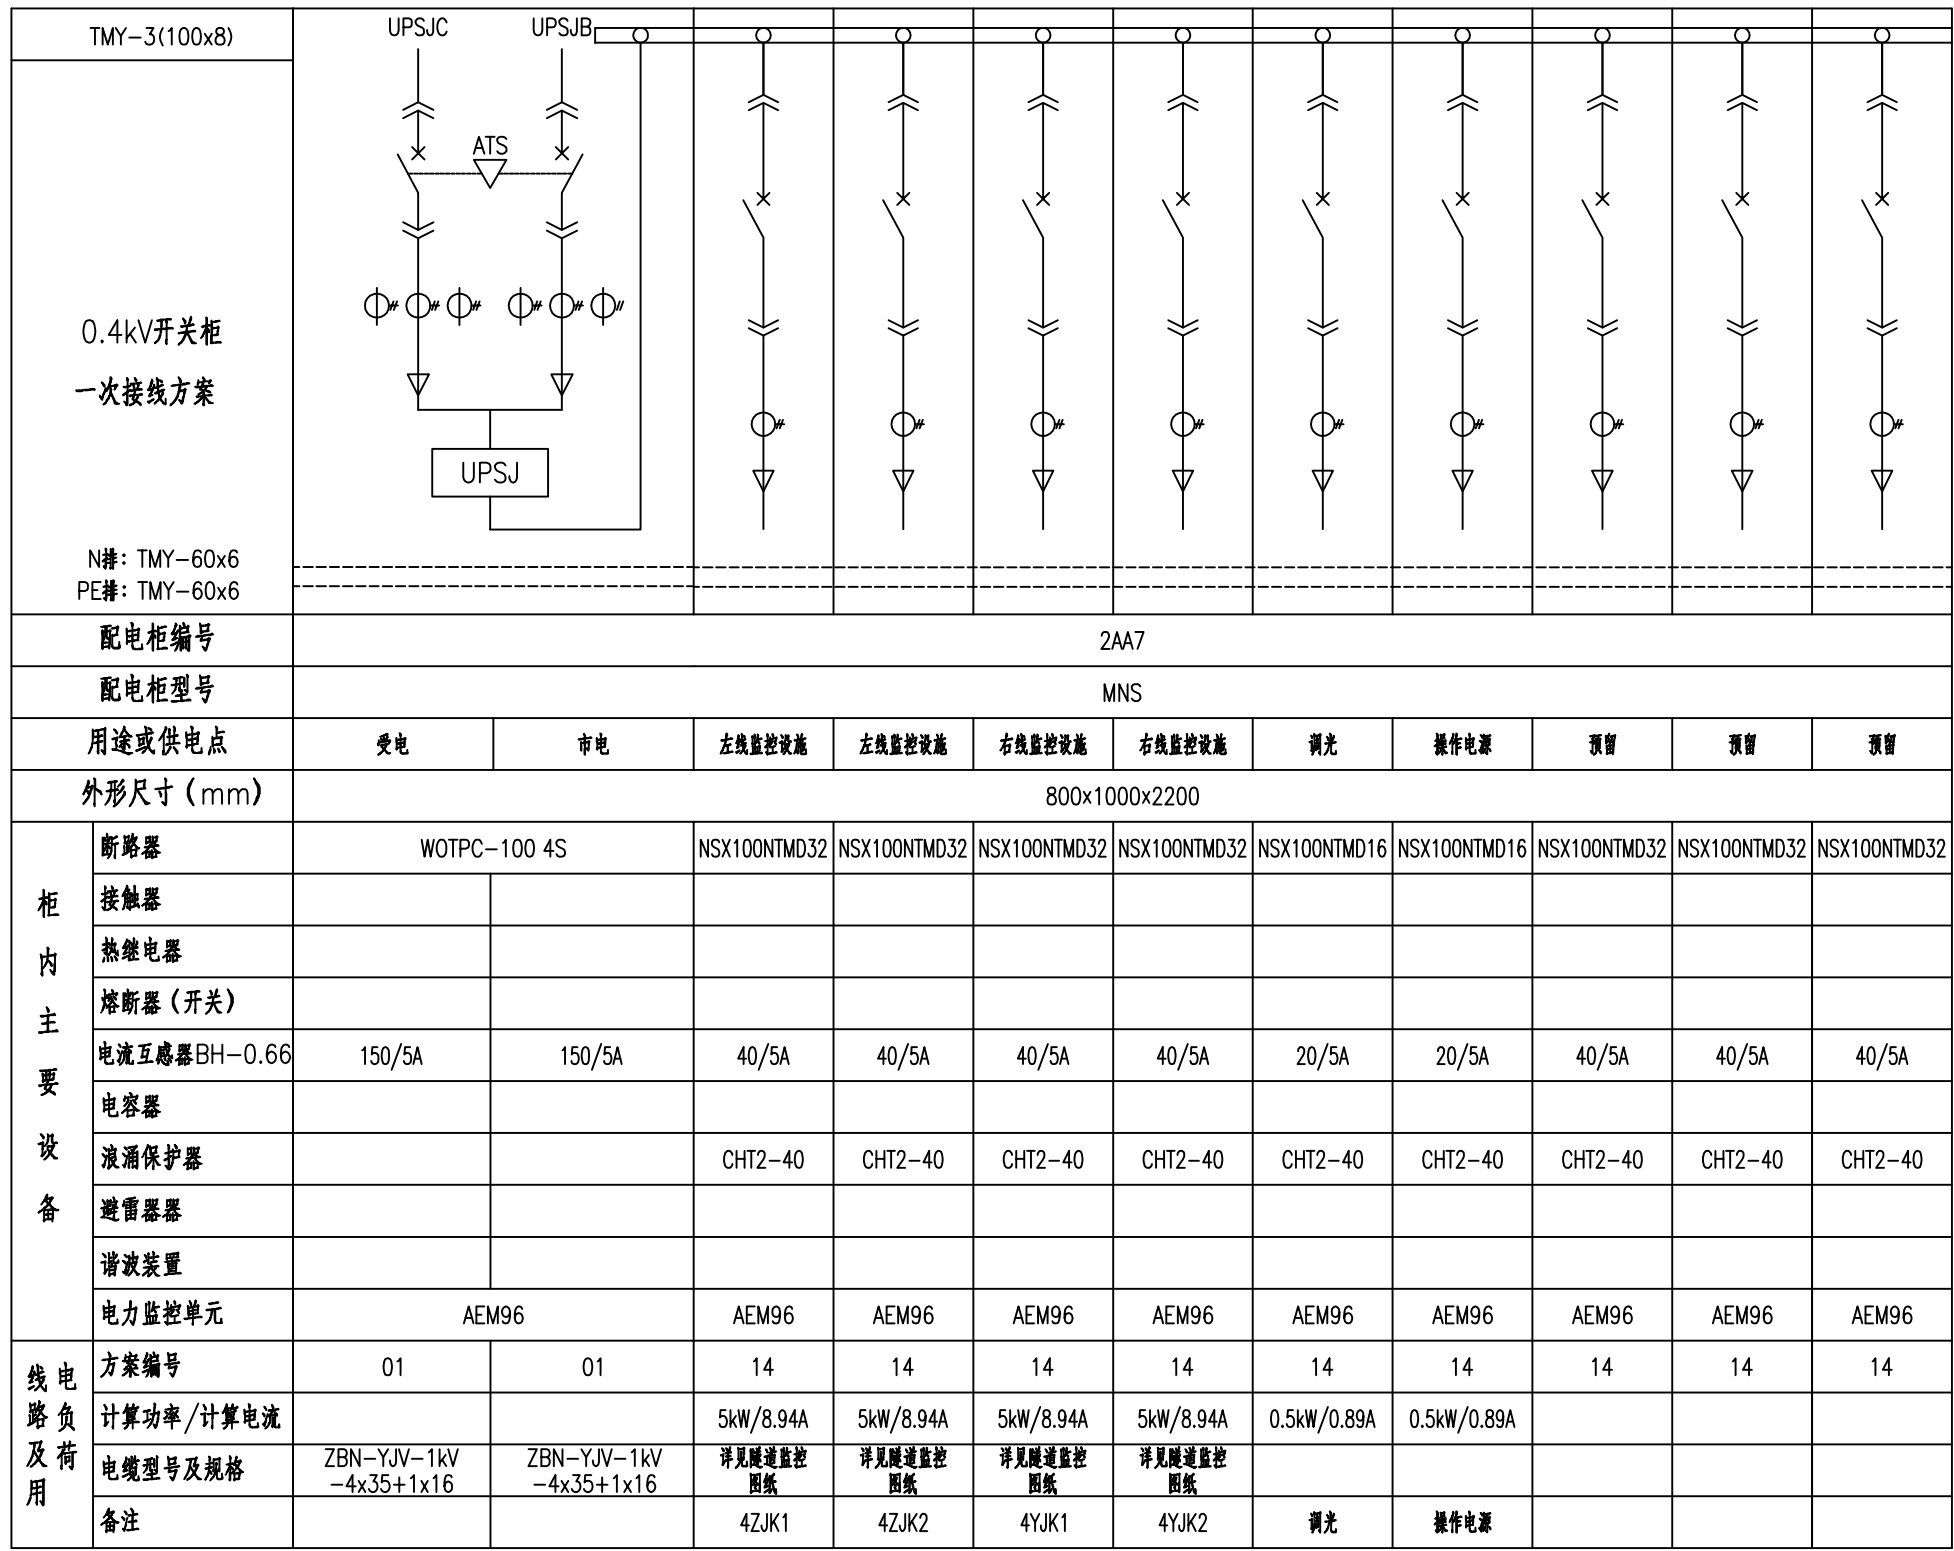 TMY-3(100x8) UPSJC UPSJB
ATS
0.4kV开关柜
一次接线方案
UPSJ
N排: TMY-60x6
PE排: TMY-60x6
配电柜编号 2AA7
配电柜型号 MNS
用途或供电点 受电 市电 左线监控设施 左线监控设施 右线监控设施 右线监控设施 调光 操作电源 预留 预留 预留
外形尺寸(mm) 800x1000x2200
柜内主要设备
断路器 WOTPC-100 4S NSX100NTMD32 NSX100NTMD32 NSX100NTMD32 NSX100NTMD32 NSX100NTMD16 NSX100NTMD16 NSX100NTMD32 NSX100NTMD32 NSX100NTMD32
接触器
热继电器
熔断器(开关)
电流互感器BH-0.66 150/5A 150/5A 40/5A 40/5A 40/5A 40/5A 20/5A 20/5A 40/5A 40/5A 40/5A
电容器
浪涌保护器 CHT2-40 CHT2-40 CHT2-40 CHT2-40 CHT2-40 CHT2-40 CHT2-40 CHT2-40 CHT2-40
避雷器器
谐波装置
电力监控单元 AEM96 AEM96 AEM96 AEM96 AEM96 AEM96 AEM96 AEM96 AEM96 AEM96
线路及用
电负荷
方案编号 01 01 14 14 14 14 14 14 14 14 14
计算功率/计算电流 5kW/8.94A 5kW/8.94A 5kW/8.94A 5kW/8.94A 0.5kW/0.89A 0.5kW/0.89A
电缆型号及规格 ZBN-YJV-1kV ZBN-YJV-1kV 详见隧道监控 详见隧道监控 详见隧道监控 详见隧道监控
-4x35+1x16 -4x35+1x16 图纸 图纸 图纸 图纸
备注 4ZJK1 4ZJK2 4YJK1 4YJK2 调光 操作电源